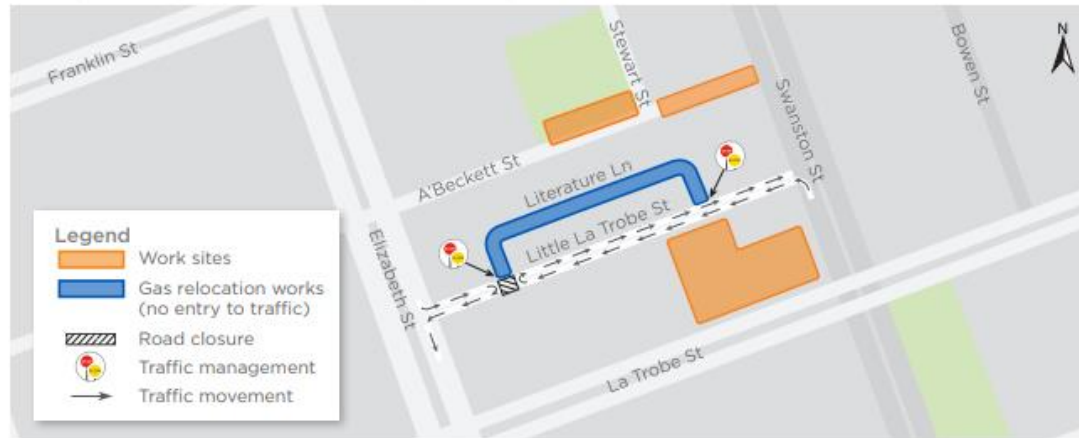 Franklin St
Stewart St
Swanston St
Bowen St
N
A'Beckett St
Literature Ln
Little La Trobe St
Elizabeth St
La Trobe St
Legend
Work sites
Gas relocation works
(no entry to traffic)
Road closure
Traffic management
Traffic movement